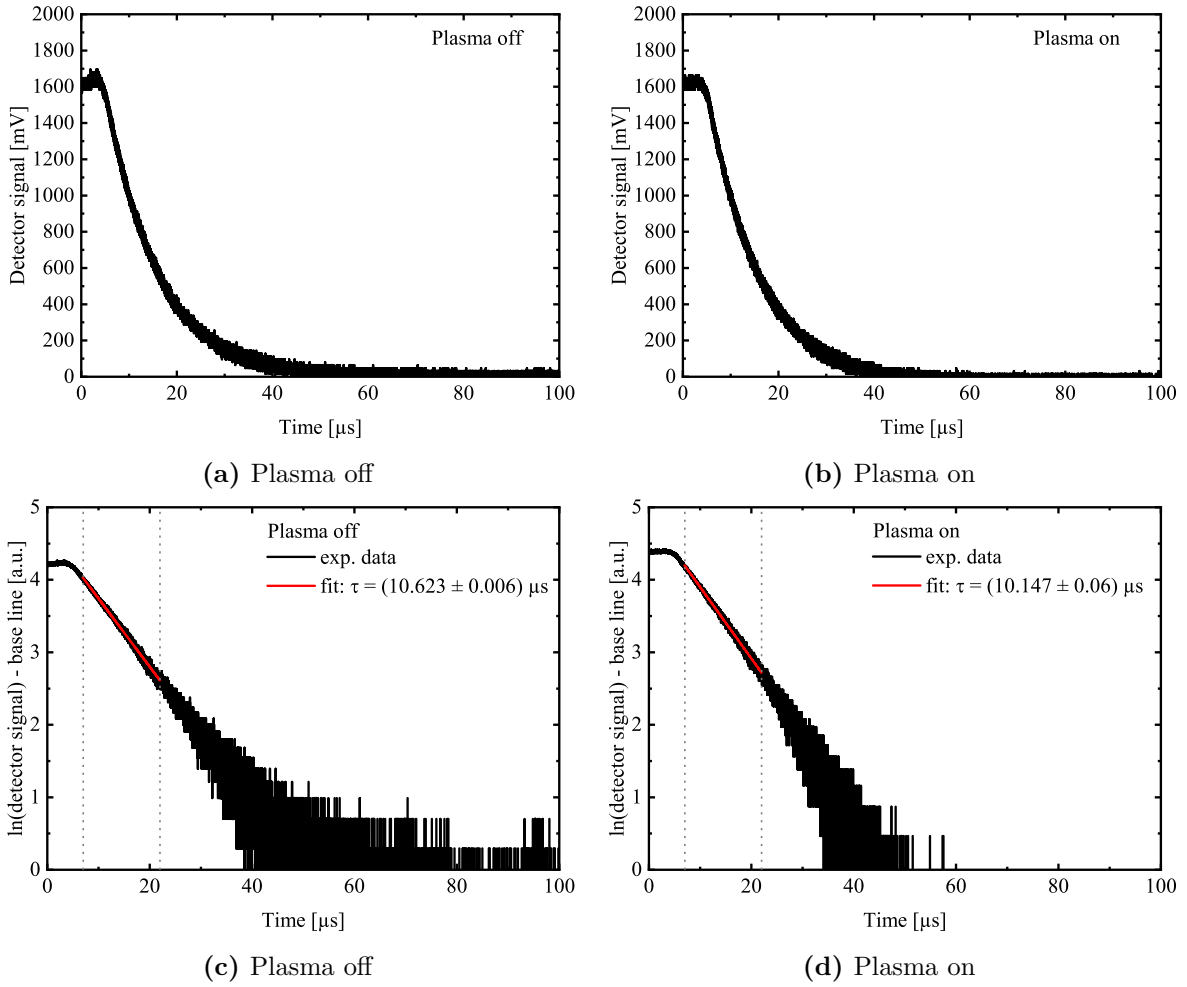 2000
1800
1600
1400
1200
1000
800
600
400
200
0
Detector signal [mV]
Plasma off
0 20 40 60 80 100
Time [µs]
(a) Plasma off
2000
1800
1600
1400
1200
1000
800
600
400
200
0
Detector signal [mV]
Plasma on
0 20 40 60 80 100
Time [µs]
(b) Plasma on
5
4
3
2
1
0
ln(detector signal) - base line [a.u.]
Plasma off
exp. data
fit: τ = (10.623 ± 0.006) µs
0 20 40 60 80 100
Time [µs]
(c) Plasma off
5
4
3
2
1
0
ln(detector signal) - base line [a.u.]
Plasma on
exp. data
fit: τ = (10.147 ± 0.06) µs
0 20 40 60 80 100
Time [µs]
(d) Plasma on